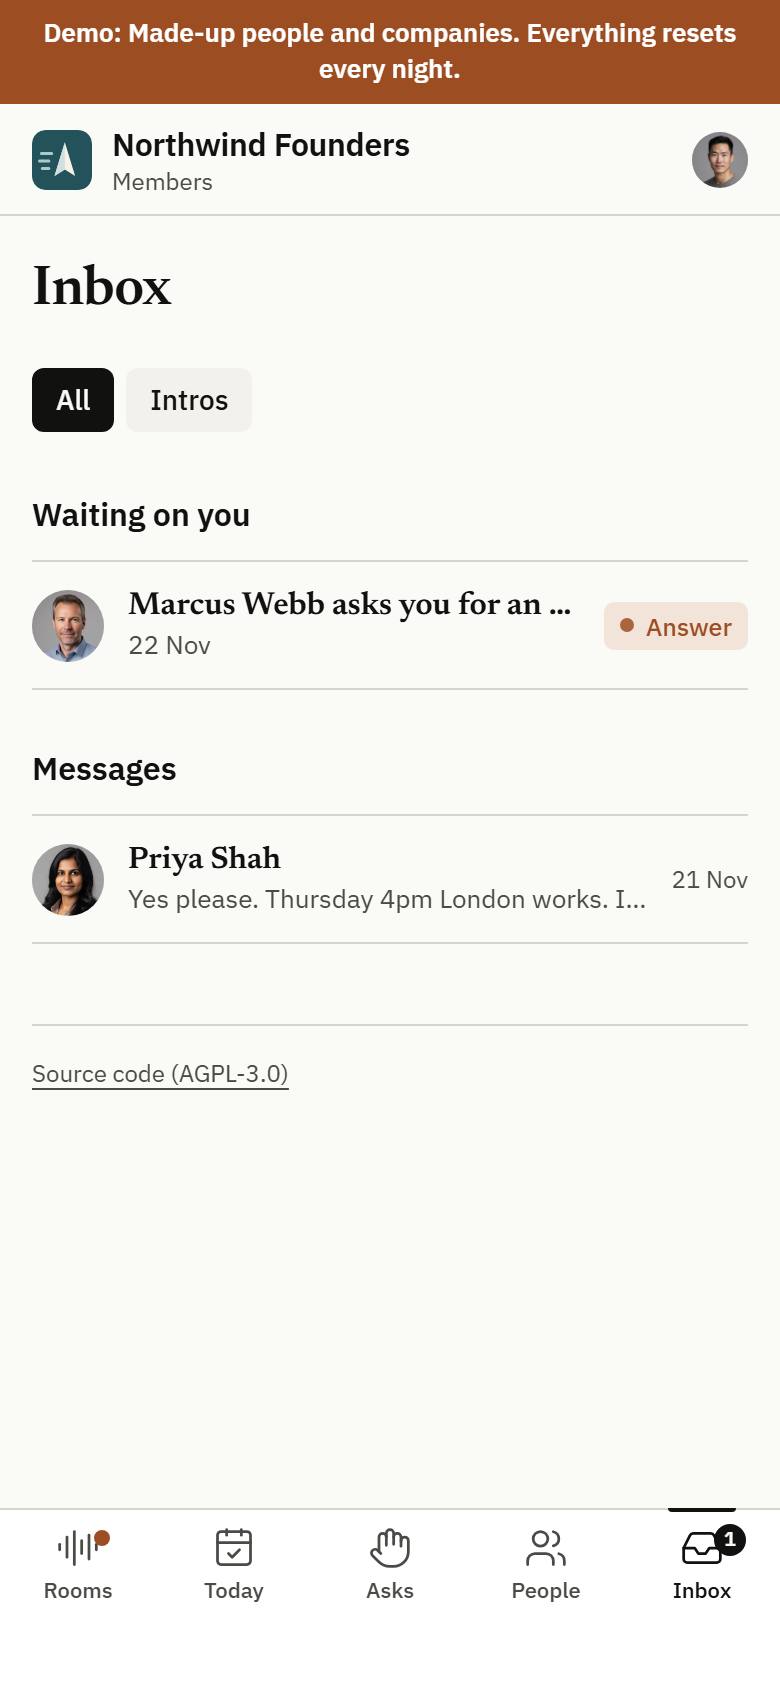 Demo: Made-up people and companies. Everything resets
every night.
Northwind Founders
Members
Inbox
All
Intros
Waiting on you
Marcus Webb asks you for an ...
22 Nov
Answer
Messages
Priya Shah
Yes please. Thursday 4pm London works. I...
21 Nov
Source code (AGPL-3.0)
1
Rooms
Today
Asks
People
Inbox